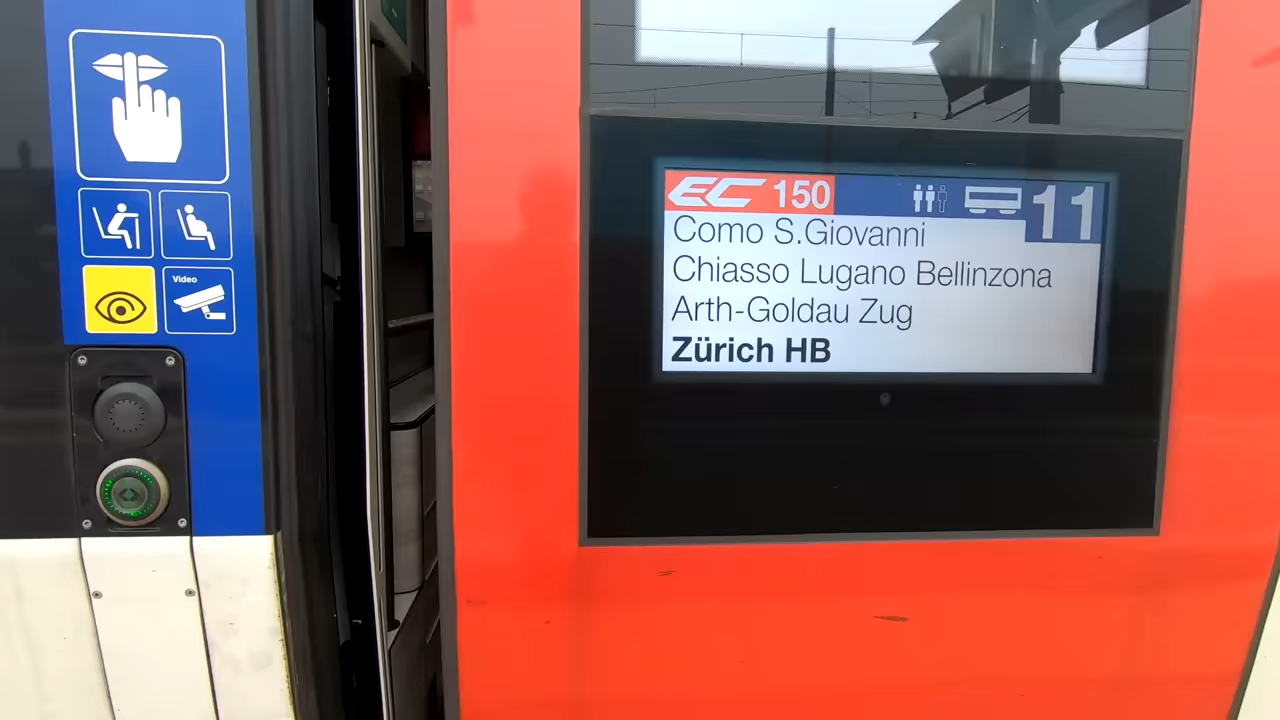 Video
EC 150
11
Como S.Giovanni
Chiasso Lugano Bellinzona
Arth-Goldau Zug
Zürich HB